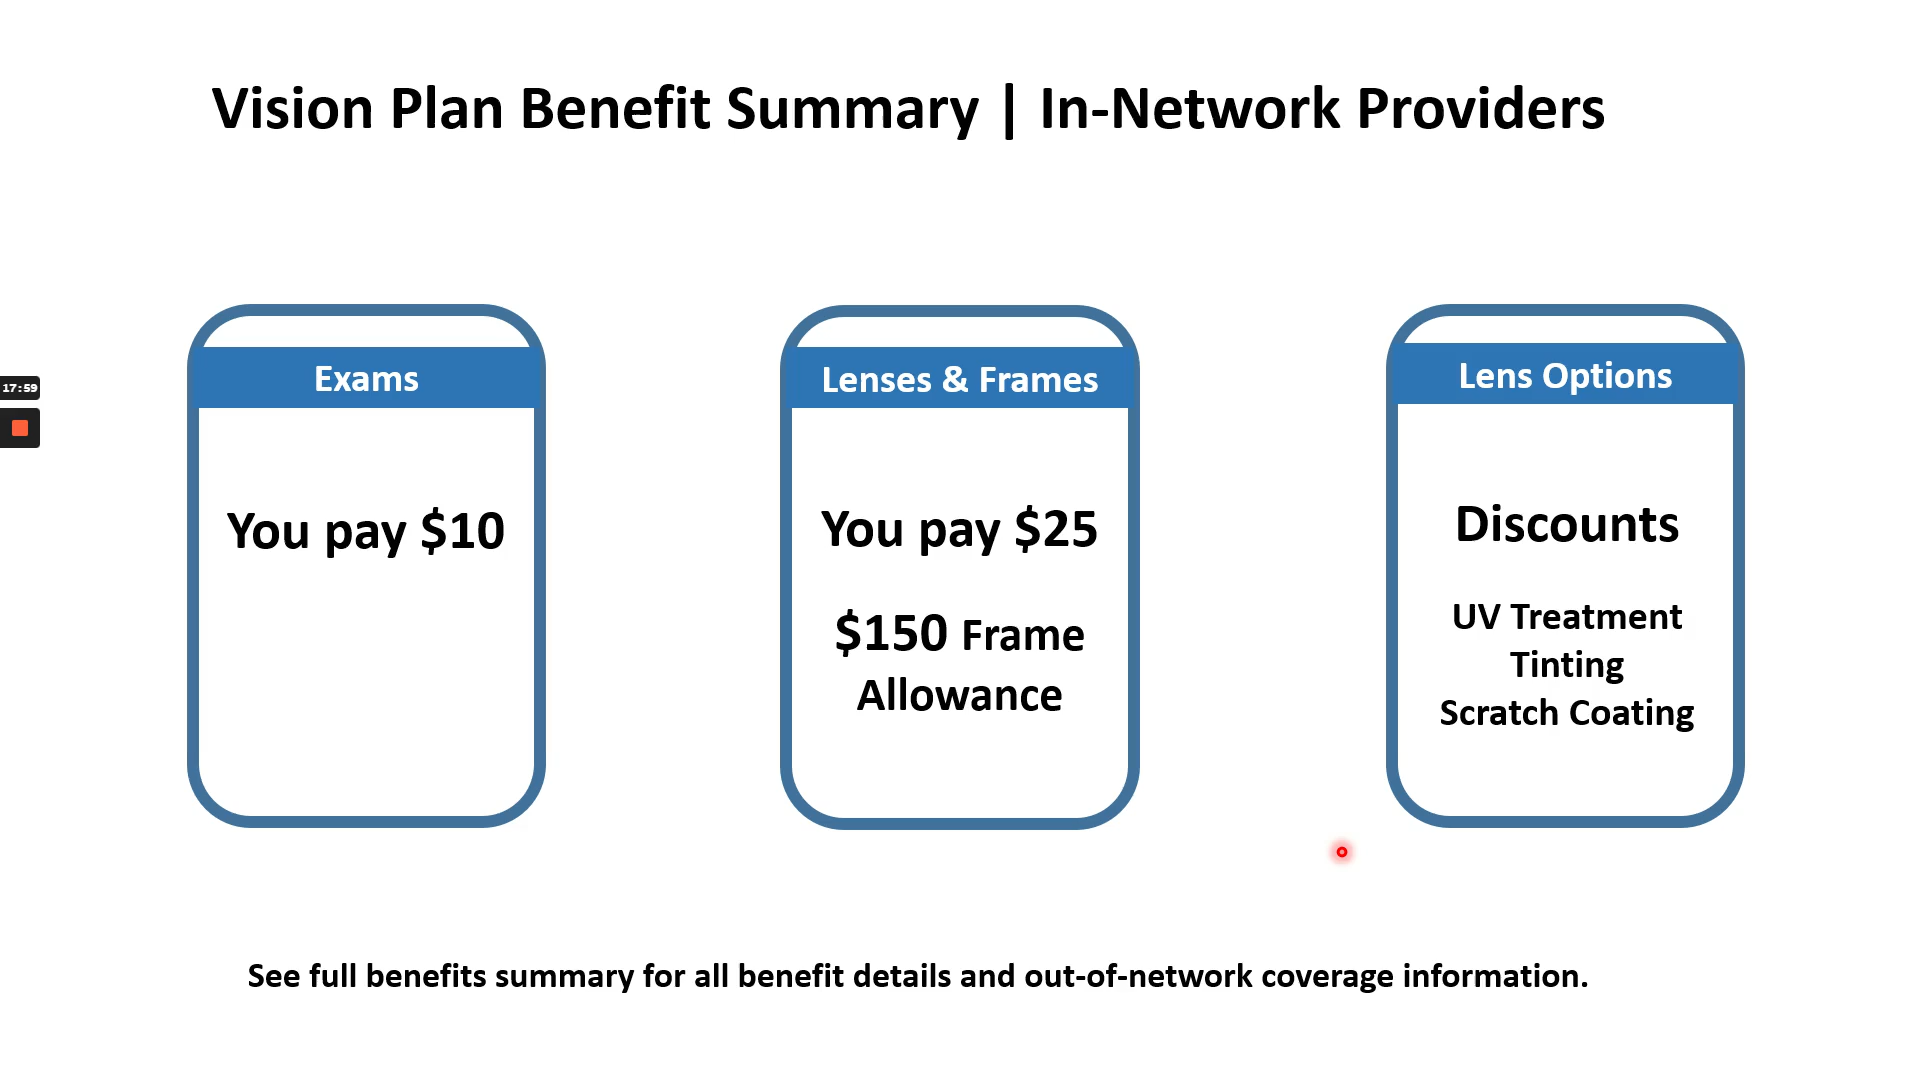 Vision Plan Benefit Summary | In-Network Providers
17:59
Exams
You pay $10
Lenses & Frames
You pay $25
$150 Frame
Allowance
Lens Options
Discounts
UV Treatment
Tinting
Scratch Coating
See full benefits summary for all benefit details and out-of-network coverage information.